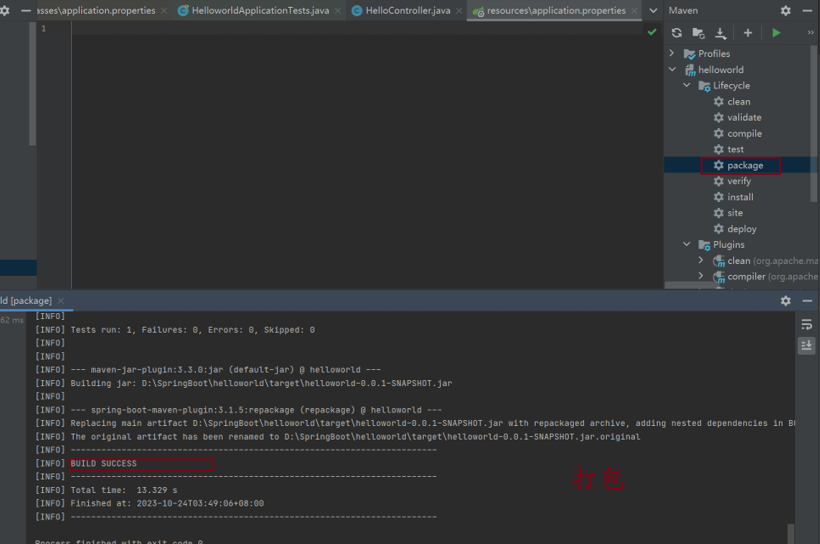 asses\application.properties
HelloworldApplicationTests.java
HelloController.java
resources\application.properties
Maven
1
Profiles
helloworld
Lifecycle
clean
validate
compile
test
package
verify
install
site
deploy
Plugins
clean (org.apache.ma
compiler (org.apache
ld [package]
62 ms
[INFO]
[INFO] Tests run: 1, Failures: 0, Errors: 0, Skipped: 0
[INFO]
[INFO]
[INFO] --- maven-jar-plugin:3.3.0:jar (default-jar) @ helloworld ---
[INFO] Building jar: D:\SpringBoot\helloworld\target\helloworld-0.0.1-SNAPSHOT.jar
[INFO]
[INFO] --- spring-boot-maven-plugin:3.1.5:repackage (repackage) @ helloworld ---
[INFO] Replacing main artifact D:\SpringBoot\helloworld\target\helloworld-0.0.1-SNAPSHOT.jar with repackaged archive, adding nested dependencies in BO
[INFO] The original artifact has been renamed to D:\SpringBoot\helloworld\target\helloworld-0.0.1-SNAPSHOT.jar.original
[INFO] ------------------------------------------------------------------------
[INFO] BUILD SUCCESS
[INFO] ------------------------------------------------------------------------
[INFO] Total time:  13.329 s
[INFO] Finished at: 2023-10-24T03:49:06+08:00
[INFO] ------------------------------------------------------------------------
打包
Process finished with exit code 0